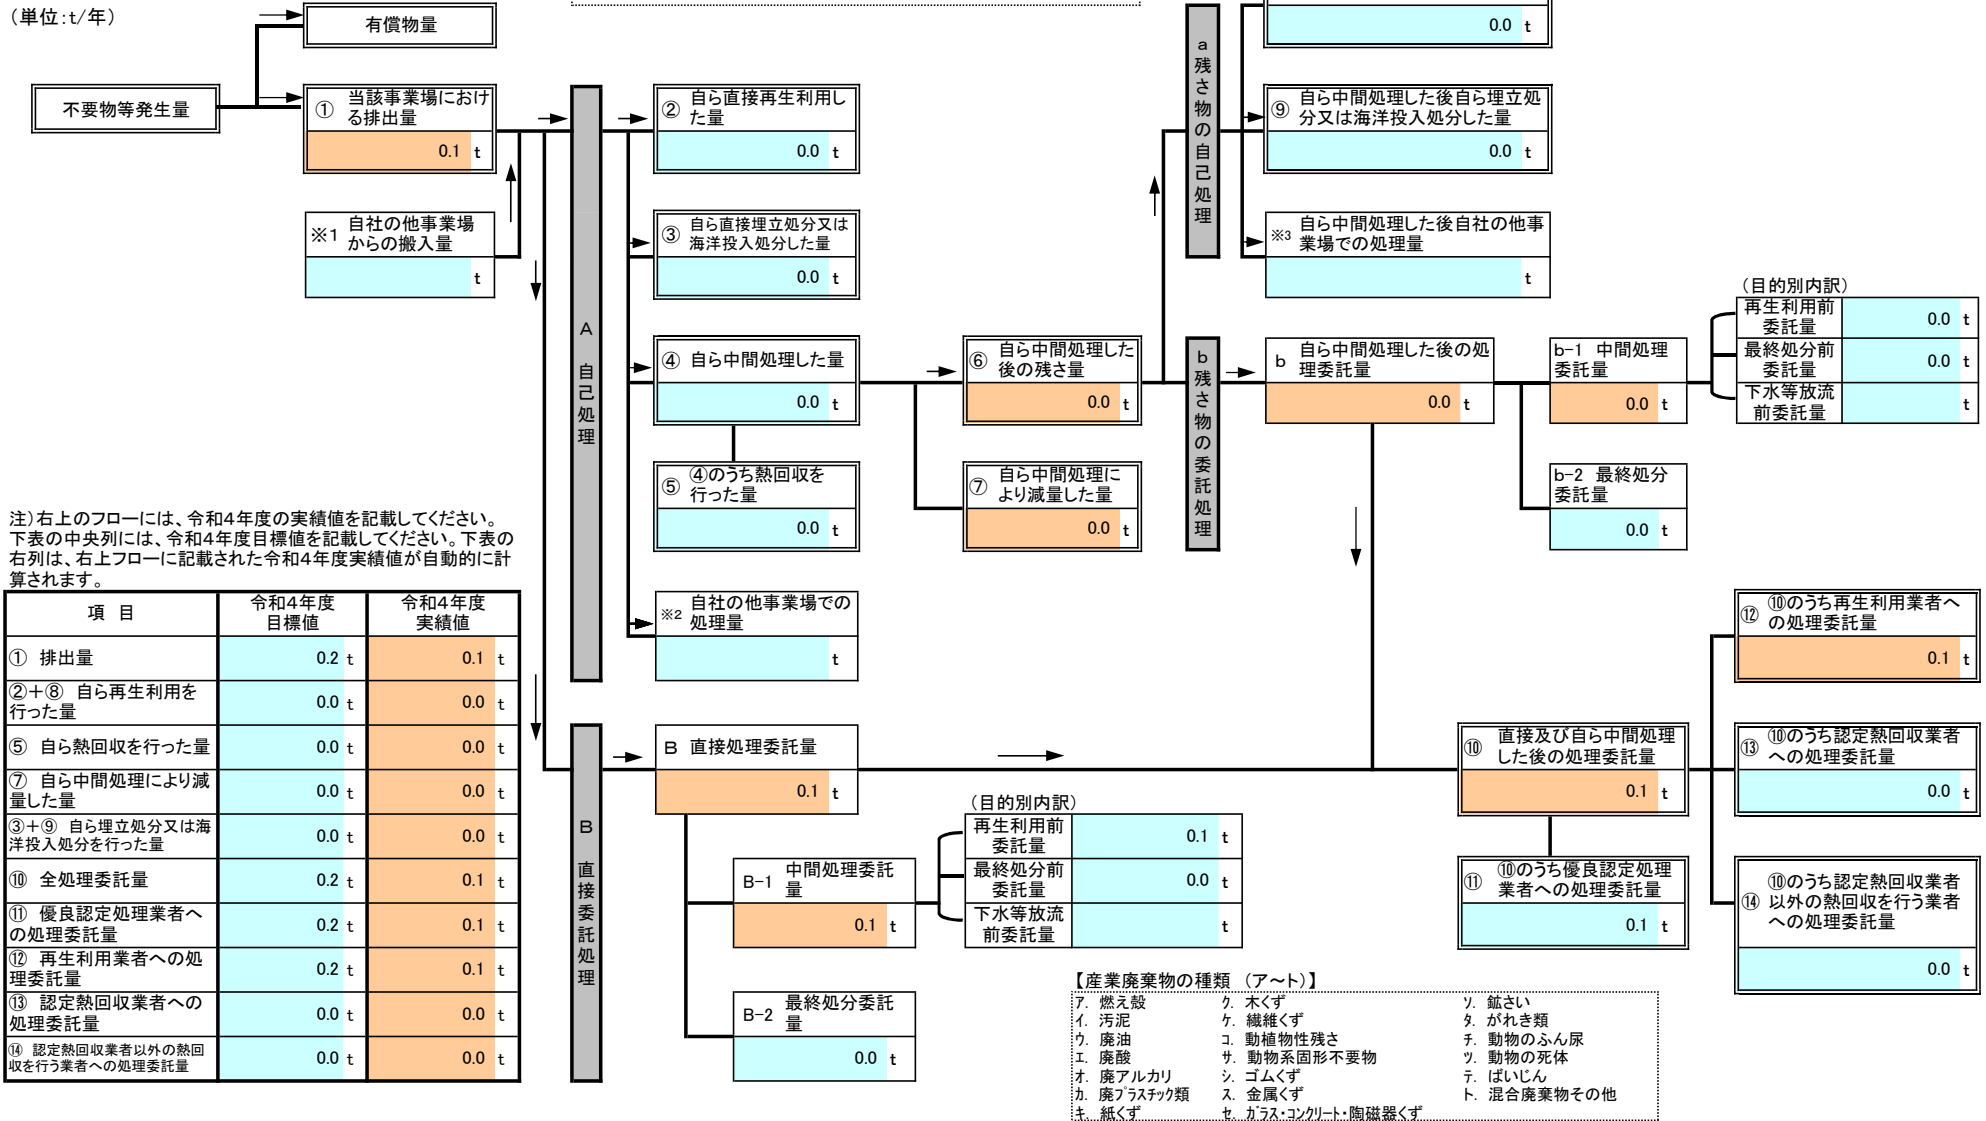 （単位：t/年）
有償物量
不要物等発生量
① 当該事業場におけ
る排出量
0.1 t
※1 自社の他事業場
からの搬入量
t
A 自己処理
② 自ら直接再生利用し
た量
0.0 t
③ 自ら直接埋立処分又は
海洋投入処分した量
0.0 t
④ 自ら中間処理した量
0.0 t
⑤ ④のうち熱回収を
行った量
0.0 t
※2 自社の他事業場での
処理量
t
⑥ 自ら中間処理した
後の残さ量
0.0 t
⑦ 自ら中間処理に
より減量した量
0.0 t
a 残さ物の自己処理
0.0 t
⑨ 自ら中間処理した後自ら埋立処
分又は海洋投入処分した量
0.0 t
※3 自ら中間処理した後自社の他事
業場での処理量
t
b 残さ物の委託処理
b 自ら中間処理した後の処
理委託量
0.0 t
b-1 中間処理
委託量
0.0 t
b-2 最終処分
委託量
0.0 t
（目的別内訳）
再生利用前
委託量
0.0 t
最終処分前
委託量
0.0 t
下水等放流
前委託量
t
注）右上のフローには、令和4年度の実績値を記載してください。
下表の中央列には、令和4年度目標値を記載してください。下表の
右列は、右上フローに記載された令和4年度実績値が自動的に計
算されます。
項 目
令和4年度
目標値
令和4年度
実績値
① 排出量
0.2 t 0.1 t
②＋⑧ 自ら再生利用を
行った量
0.0 t 0.0 t
⑤ 自ら熱回収を行った量
0.0 t 0.0 t
⑦ 自ら中間処理により減
量した量
0.0 t 0.0 t
③＋⑨ 自ら埋立処分又は海
洋投入処分を行った量
0.0 t 0.0 t
⑩ 全処理委託量
0.2 t 0.1 t
⑪ 優良認定処理業者へ
の処理委託量
0.2 t 0.1 t
⑫ 再生利用業者への処
理委託量
0.2 t 0.1 t
⑬ 認定熱回収業者への
処理委託量
0.0 t 0.0 t
⑭ 認定熱回収業者以外の熱回
収を行う業者への処理委託量
0.0 t 0.0 t
B 直接委託処理
B 直接処理委託量
0.1 t
B-1 中間処理委託
量
0.1 t
B-2 最終処分委託
量
0.0 t
（目的別内訳）
再生利用前
委託量
0.1 t
最終処分前
委託量
0.0 t
下水等放流
前委託量
t
⑩ 直接及び自ら中間処理
した後の処理委託量
0.1 t
⑪ ⑩のうち優良認定処理
業者への処理委託量
0.1 t
⑫ ⑩のうち再生利用業者へ
の処理委託量
0.1 t
⑬ ⑩のうち認定熱回収業者
への処理委託量
0.0 t
⑭ ⑩のうち認定熱回収業者
以外の熱回収を行う業者
への処理委託量
0.0 t
【産業廃棄物の種類 （ア～ト）】
ア. 燃え殻 ク. 木くず ソ. 鉱さい
イ. 汚泥 ケ. 繊維くず タ. がれき類
ウ. 廃油 コ. 動植物性残さ チ. 動物のふん尿
エ. 廃酸 サ. 動物系固形不要物 ツ. 動物の死体
オ. 廃アルカリ シ. ゴムくず テ. ばいじん
カ. 廃プラスチック類 ス. 金属くず ト. 混合廃棄物その他
キ. 紙くず セ. ガラス・コンクリート・陶磁器くず